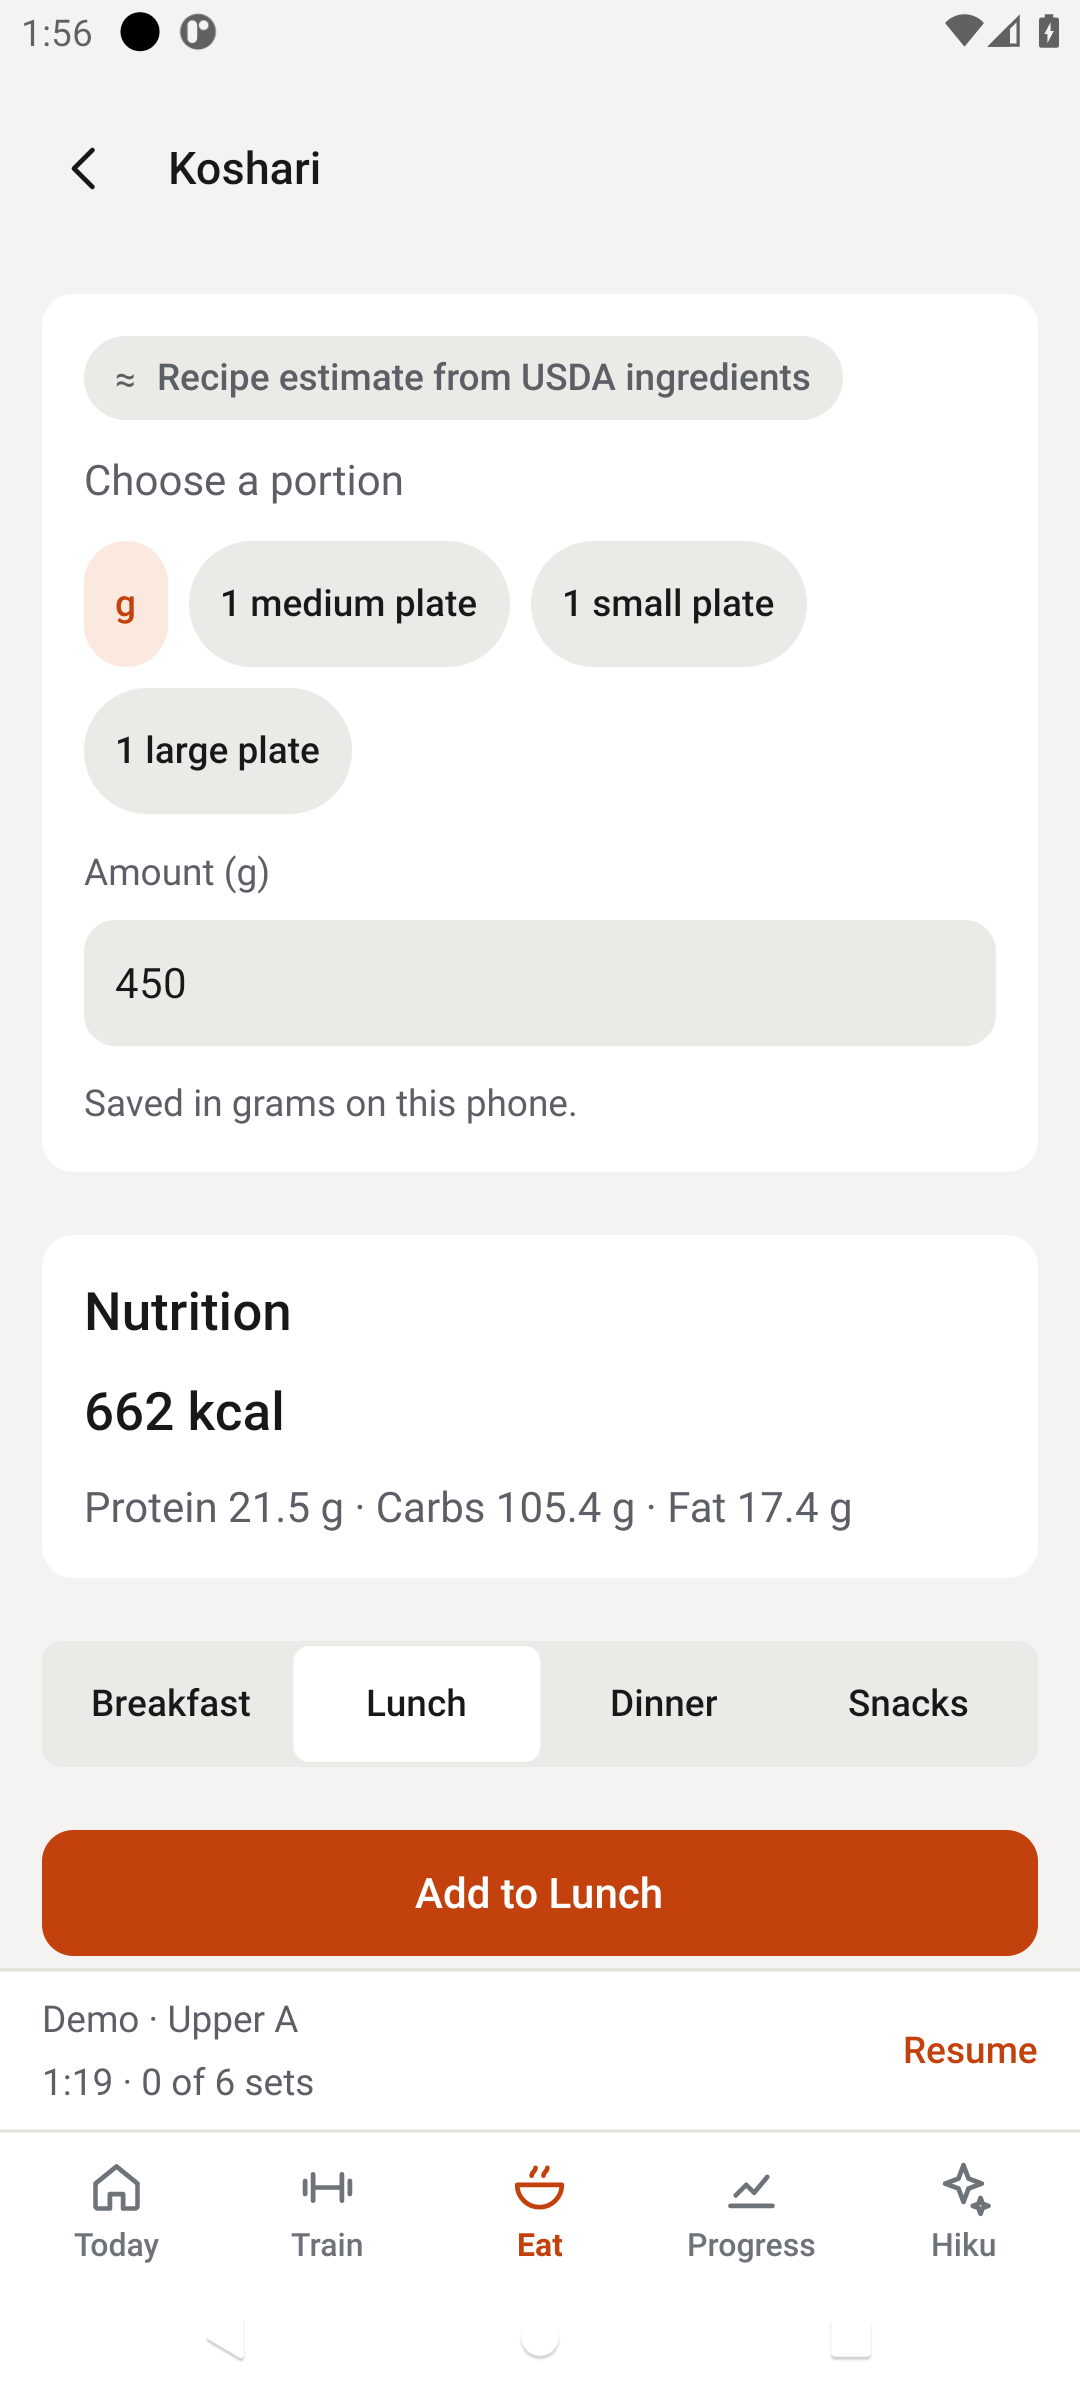 1:56
Koshari
≈ Recipe estimate from USDA ingredients
Choose a portion
g
1 medium plate
1 small plate
1 large plate
Amount (g)
450
Saved in grams on this phone.
Nutrition
662 kcal
Protein 21.5 g · Carbs 105.4 g · Fat 17.4 g
Breakfast Lunch Dinner Snacks
Add to Lunch
Demo · Upper A
1:19 · 0 of 6 sets
Resume
Today Train Eat Progress Hiku